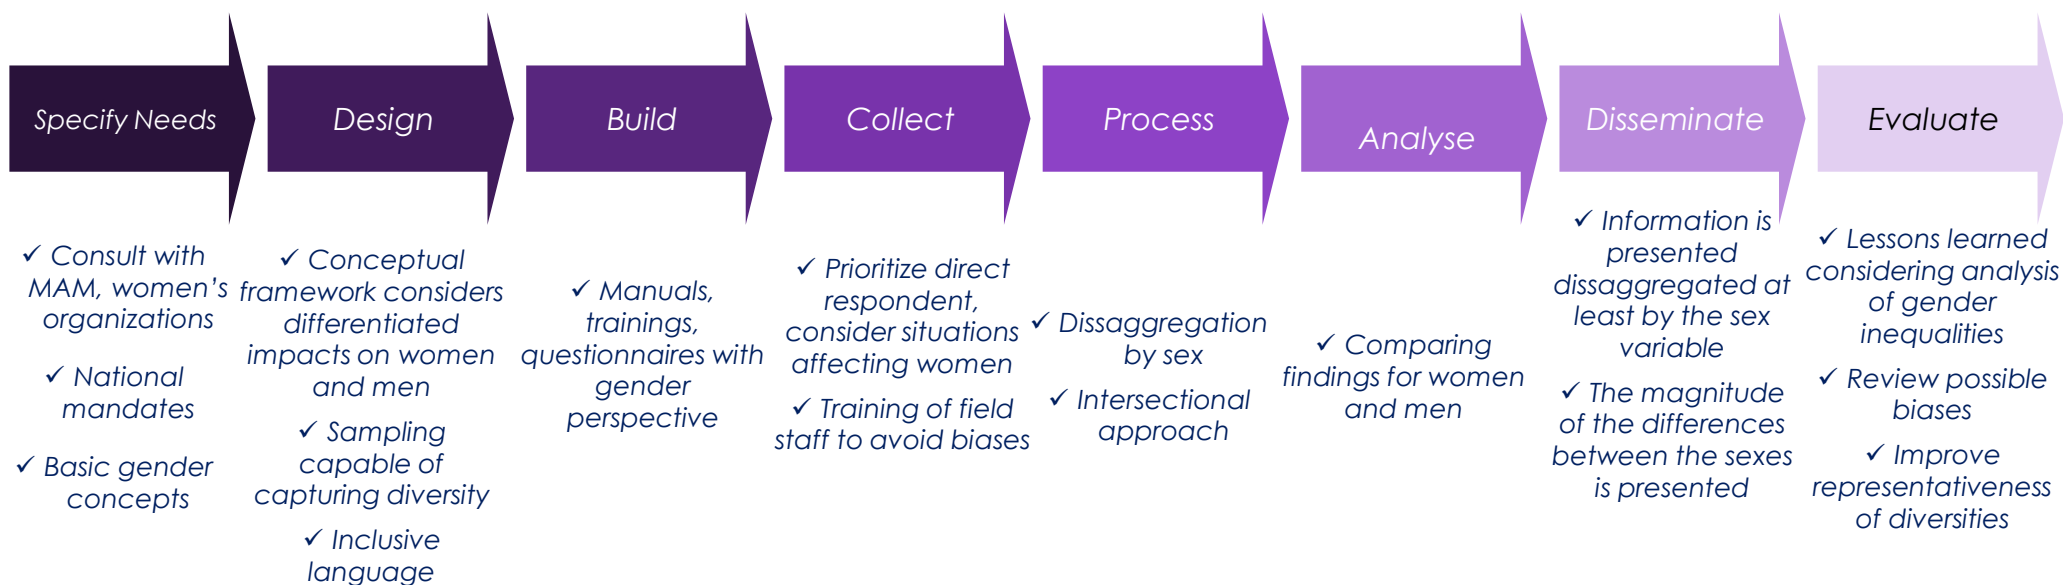 Specify Needs
✓ Consult with
MAM, women's
organizations
✓ National
mandates
✓ Basic gender
concepts
Design
✓ Conceptual
framework considers
differentiated
impacts on women
and men
✓ Sampling
capable of
capturing diversity
✓ Inclusive
language
Build
✓ Manuals,
trainings,
questionnaires with
gender
perspective
Collect
✓ Prioritize direct
respondent,
consider situations
affecting women
✓ Training of field
staff to avoid biases
Process
✓ Dissaggregation
by sex
✓ Intersectional
approach
Analyse
✓ Comparing
findings for women
and men
Disseminate
✓ Information is
presented
dissaggregated at
least by the sex
variable
✓ The magnitude
of the differences
between the sexes
is presented
Evaluate
✓ Lessons learned
considering analysis
of gender
inequalities
✓ Review possible
biases
✓ Improve
representativeness
of diversities